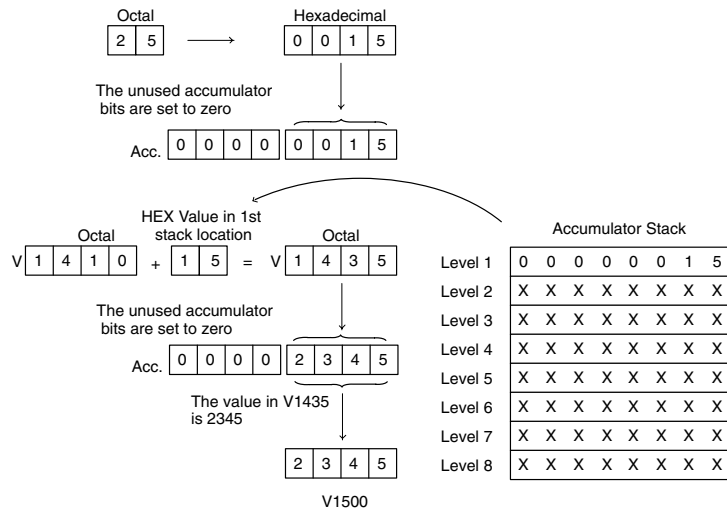 Octal Hexadecimal
2 5 0 0 1 5
The unused accumulator
bits are set to zero
Acc. 0 0 0 0 0 0 1 5
HEX Value in 1st
stack location
Octal Octal
V 1 4 1 0 + 1 5 = V 1 4 3 5
The unused accumulator
bits are set to zero
Acc. 0 0 0 0 2 3 4 5
The value in V1435
is 2345
2 3 4 5
V1500
Accumulator Stack
Level 1 0 0 0 0 0 0 1 5
Level 2 X X X X X X X X
Level 3 X X X X X X X X
Level 4 X X X X X X X X
Level 5 X X X X X X X X
Level 6 X X X X X X X X
Level 7 X X X X X X X X
Level 8 X X X X X X X X